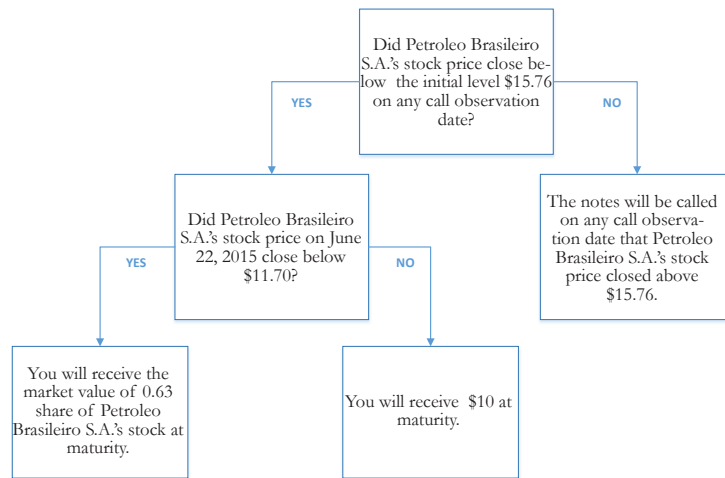 Did Petroleo Brasileiro
S.A.'s stock price close be-
low the initial level $15.76
on any call observation
date?
YES
NO
Did Petroleo Brasileiro
S.A.'s stock price on June
22, 2015 close below
$11.70?
The notes will be called
on any call observa-
tion date that Petroleo
Brasileiro S.A.'s stock
price closed above
$15.76.
YES
NO
You will receive the
market value of 0.63
share of Petroleo
Brasileiro S.A.'s stock at
maturity.
You will receive $10 at
maturity.